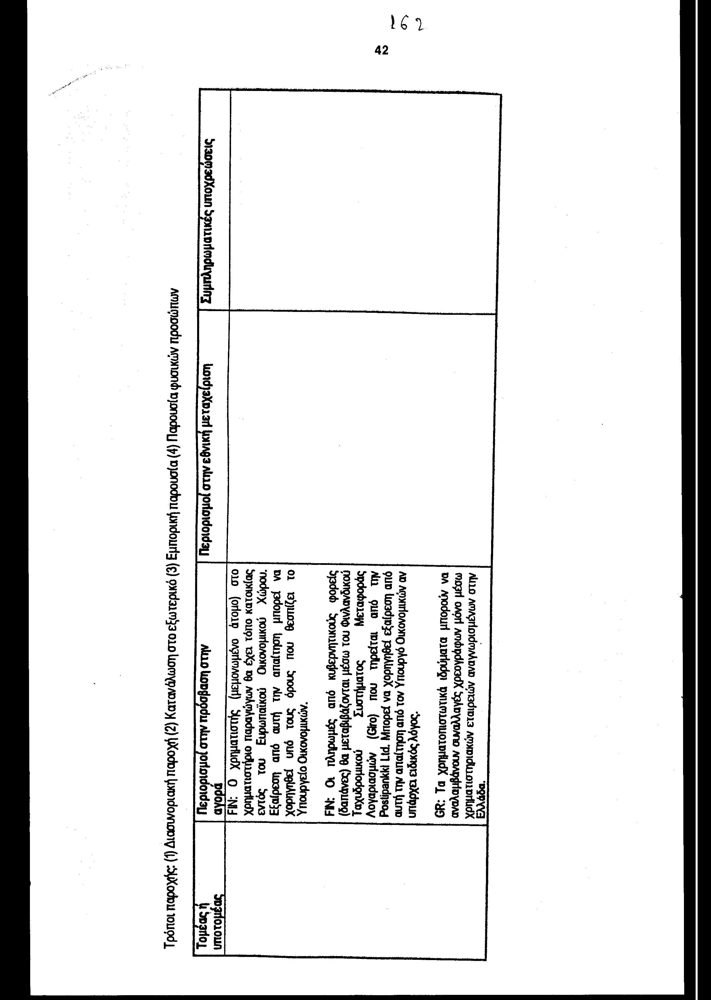 162
42
Τρόποι παροχής: (1) Διασυνοριακή παροχή (2) Κατανάλωση στο εξωτερικό (3) Εμπορική παρουσία (4) Παρουσία φυσικών προσώπων
Τομέας ή
υποτομέας
Περιορισμοί στην πρόσβαση στην
αγορά
Περιορισμοί στην εθνική μεταχείριση
Συμπληρωματικές υποχρεώσεις
FIN: Ο χρηματιστής (μεμονωμένο άτομο) στο
χρηματιστήριο παραγώγων θα έχει τόπο κατοικίας
εντός του Ευρωπαϊκού Οικονομικού Χώρου.
Εξαίρεση από αυτή την απαίτηση μπορεί να
χορηγηθεί υπό τους όρους που θεσπίζει το
Υπουργείο Οικονομικών.
FIN: Οι πληρωμές από κυβερνητικούς φορείς
(δαπάνες) θα μεταβιβάζονται μέσω του Φινλανδικού
Ταχυδρομικού Συστήματος Μεταφοράς
Λογαριασμών (Giro) που τηρείται από την
Postipankki Ltd. Μπορεί να χορηγηθεί εξαίρεση από
αυτή την απαίτηση από τον Υπουργό Οικονομικών αν
υπάρχει ειδικός λόγος.
GR: Τα χρηματοπιστωτικά ιδρύματα μπορούν να
αναλαμβάνουν συναλλαγές χρεογράφων μόνο μέσω
χρηματιστηριακών εταιρειών αναγνωρισμένων στην
Ελλάδα.